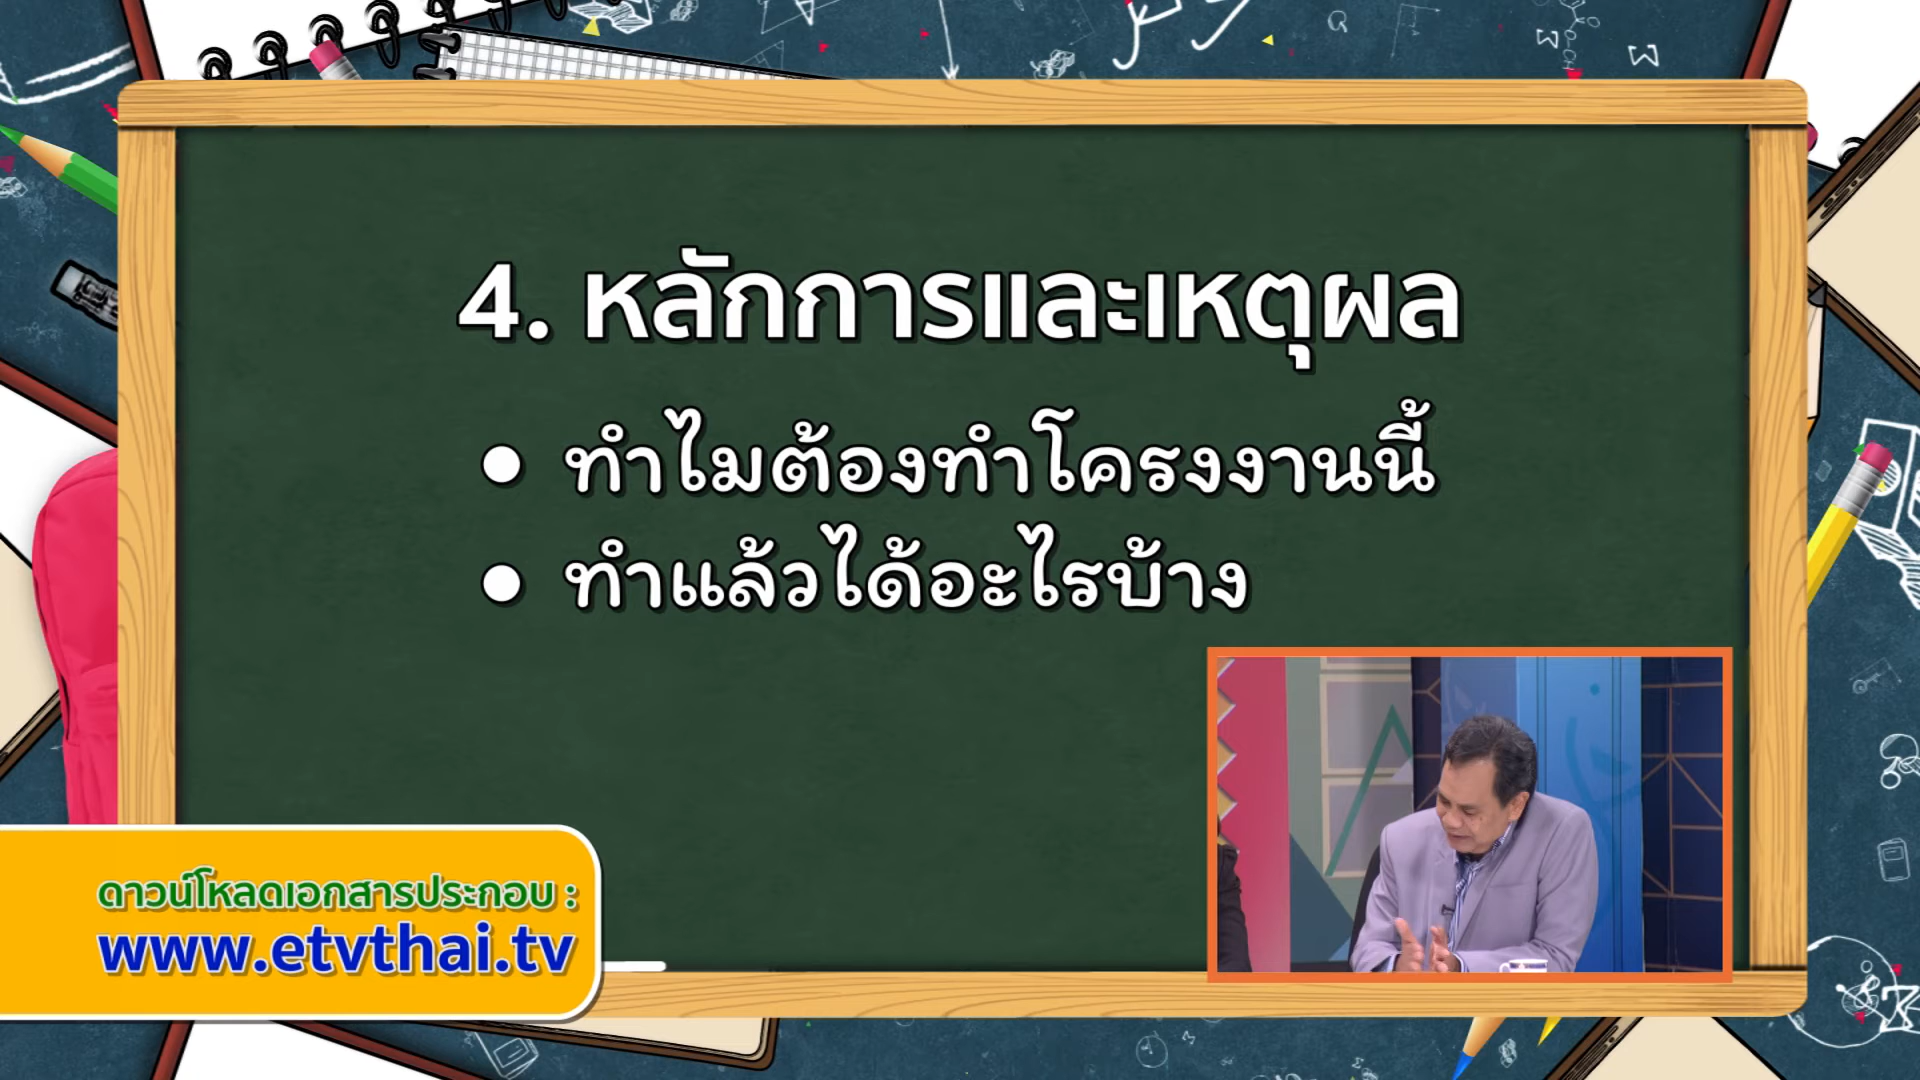 4. หลักการและเหตุผล
• ทำไมต้องทำโครงงานนี้
• ทำแล้วได้อะไรบ้าง
ดาวน์โหลดเอกสารประกอบ :
www.etvthai.tv